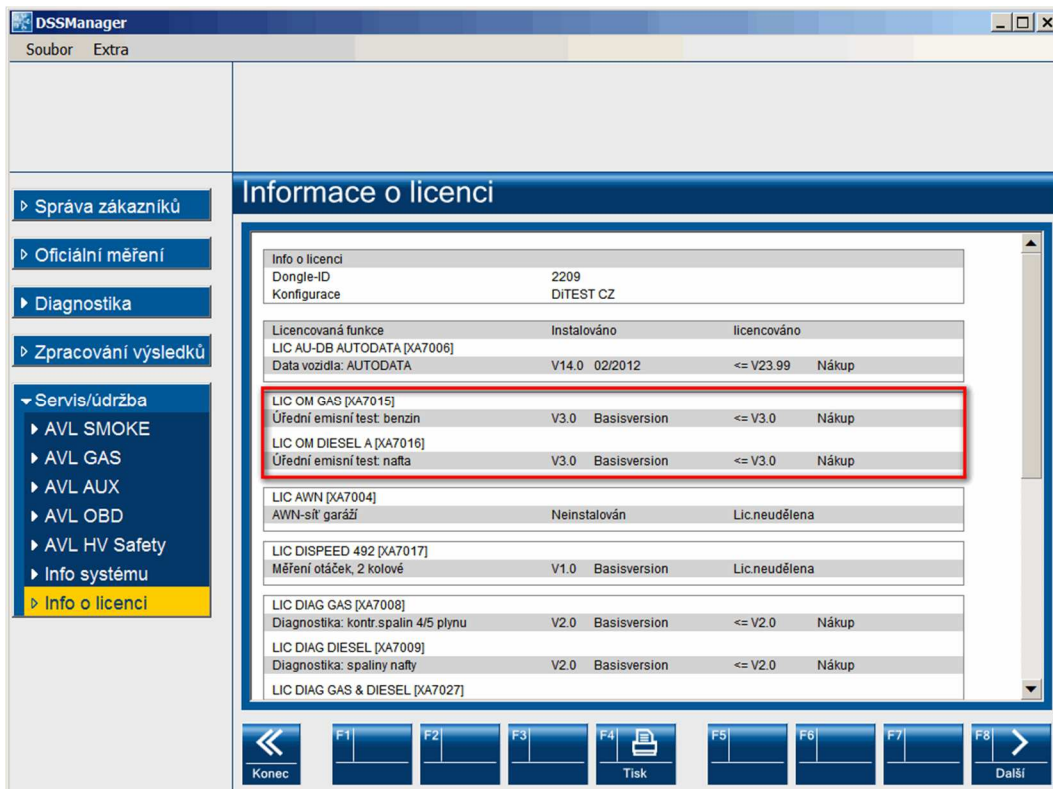 DSSManager
Soubor Extra
Správa zákazníků
Oficiální měření
Diagnostika
Zpracování výsledků
Servis/údržba
AVL SMOKE
AVL GAS
AVL AUX
AVL OBD
AVL HV Safety
Info systému
Info o licenci
Informace o licenci
Info o licenci
Dongle-ID 2209
Konfigurace DiTEST CZ
Licencovaná funkce Instalováno licencováno
LIC AU-DB AUTODATA [XA7006]
Data vozidla: AUTODATA V14.0 02/2012 <= V23.99 Nákup
LIC OM GAS [XA7015]
Úřední emisní test: benzin V3.0 Basisversion <= V3.0 Nákup
LIC OM DIESEL A [XA7016]
Úřední emisní test: nafta V3.0 Basisversion <= V3.0 Nákup
LIC AWN [XA7004]
AWN-síť garáží Neinstalován Lic.neudělena
LIC DISPEED 492 [XA7017]
Měření otáček, 2 kolové V1.0 Basisversion Lic.neudělena
LIC DIAG GAS [XA7008]
Diagnostika: kontr.spalin 4/5 plynu V2.0 Basisversion <= V2.0 Nákup
LIC DIAG DIESEL [XA7009]
Diagnostika: spaliny nafty V2.0 Basisversion <= V2.0 Nákup
LIC DIAG GAS & DIESEL [XA7027]
F1 F2 F3 F4 F5 F6 F7 F8
Konec Tisk Další